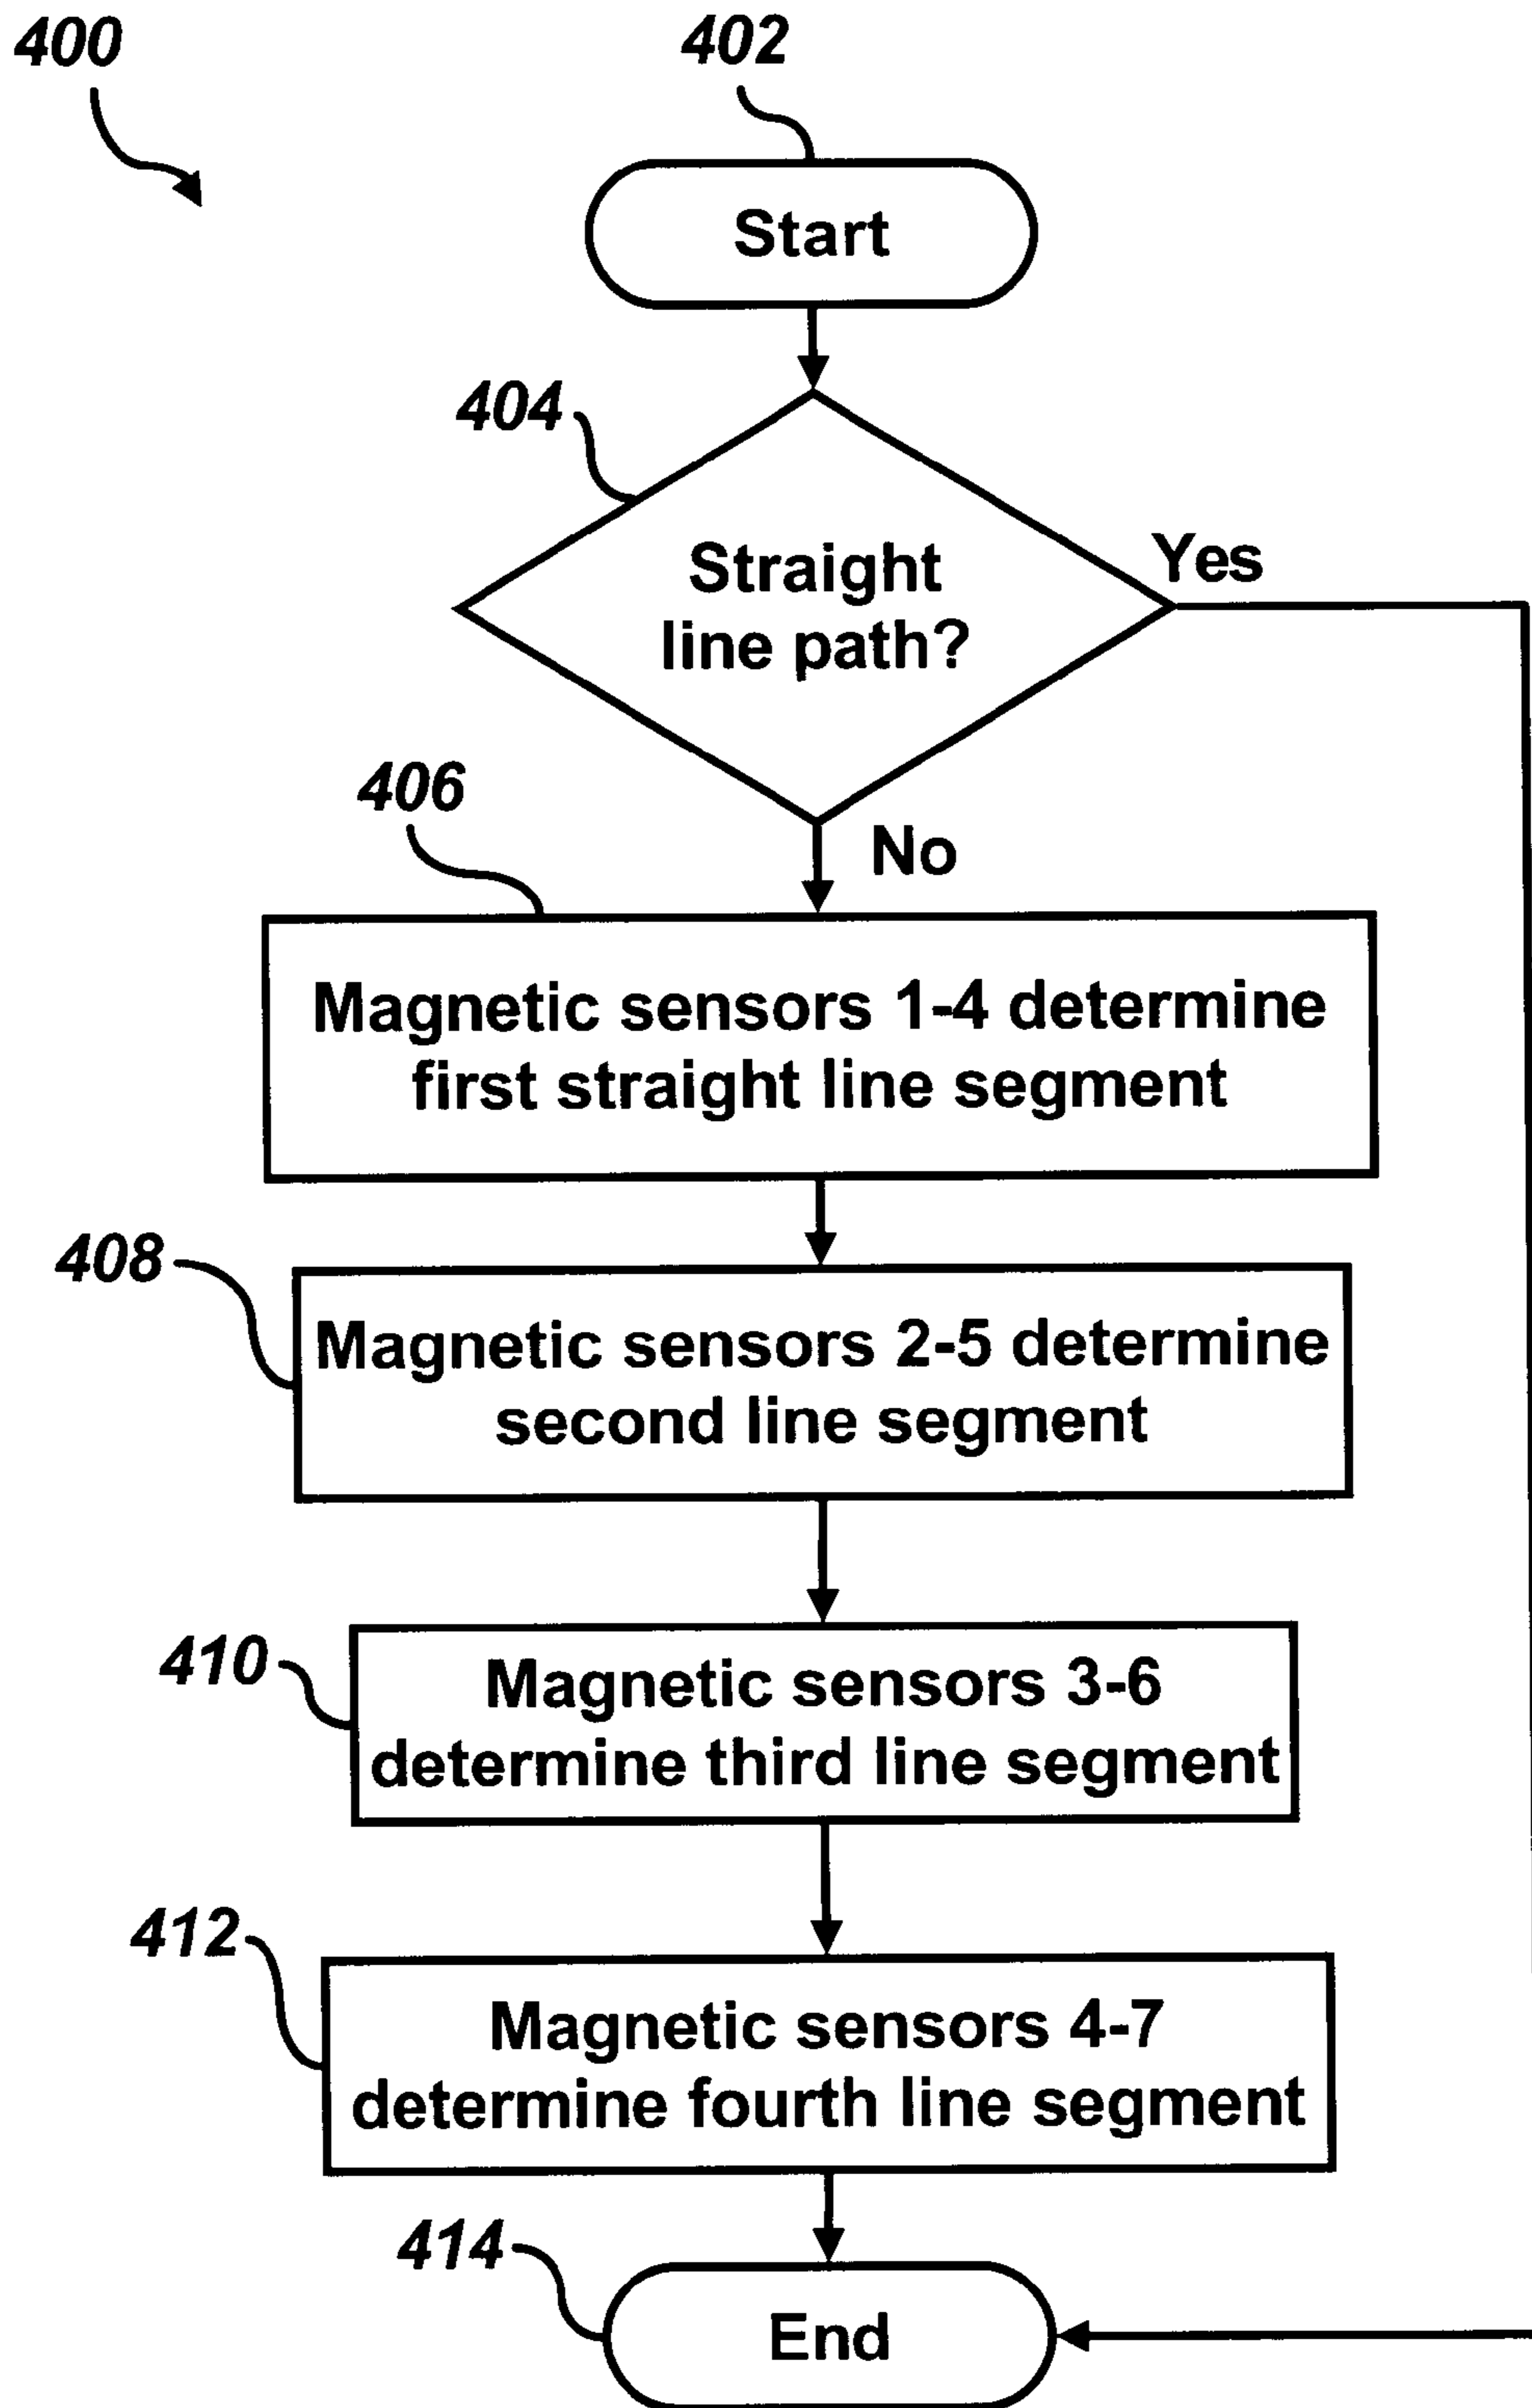 400
402
Start
404
Straight
line path?
Yes
No
406
Magnetic sensors 1-4 determine
first straight line segment
408
Magnetic sensors 2-5 determine
second line segment
410
Magnetic sensors 3-6
determine third line segment
412
Magnetic sensors 4-7
determine fourth line segment
414
End